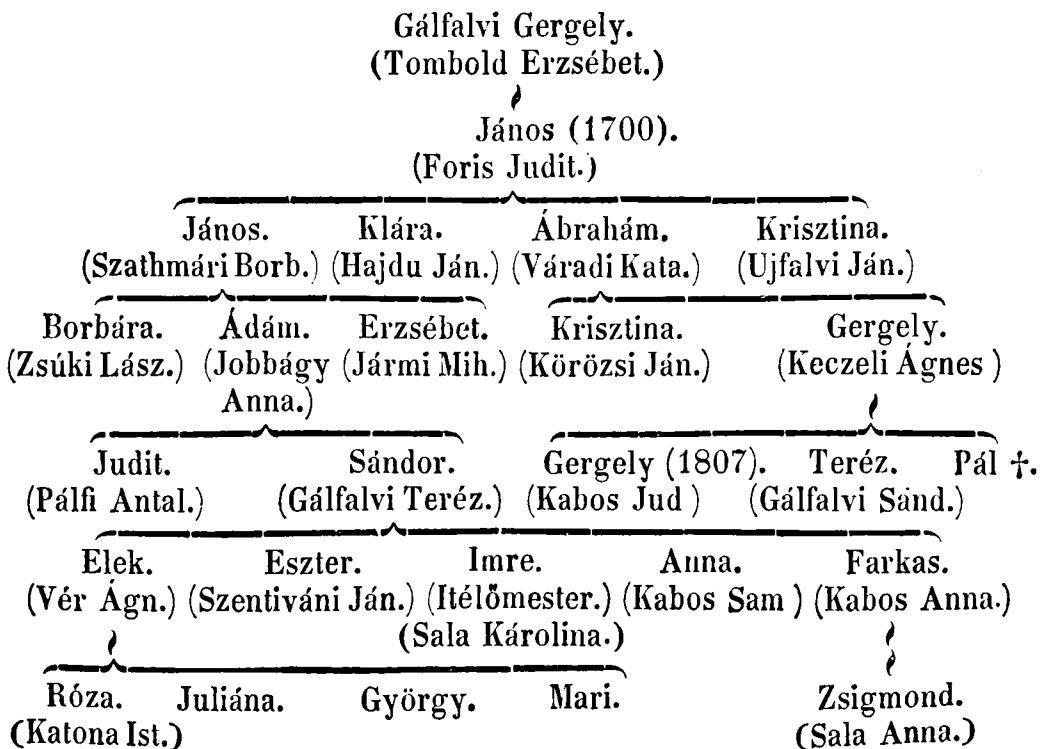 Gálfalvi Gergely.
(Tombold Erzsébet.)
János (1700).
(Foris Judit.)
János. Klára. Ábrahám. Krisztina.
(Szathmári Borb.) (Hajdu Ján.) (Váradi Kata.) (Ujfalvi Ján.)
Borbára. Ádám. Erzsébet. Krisztina. Gergely.
(Zsúki Lász.) (Jobbágy (Jármi Mih.) (Körözsi Ján.) (Keczeli Ágnes )
Anna.)
Judit. Sándor. Gergely (1807). Teréz. Pál †.
(Pálfi Antal.) (Gálfalvi Teréz.) (Kabos Jud ) (Gálfalvi Sánd.)
Elek. Eszter. Imre. Anna. Farkas.
(Vér Ágn.) (Szentiváni Ján.) (Itélőmester.) (Kabos Sam ) (Kabos Anna.)
(Sala Károlina.)
Róza. Juliána. György. Mari. Zsigmond.
(Katona Ist.) (Sala Anna.)